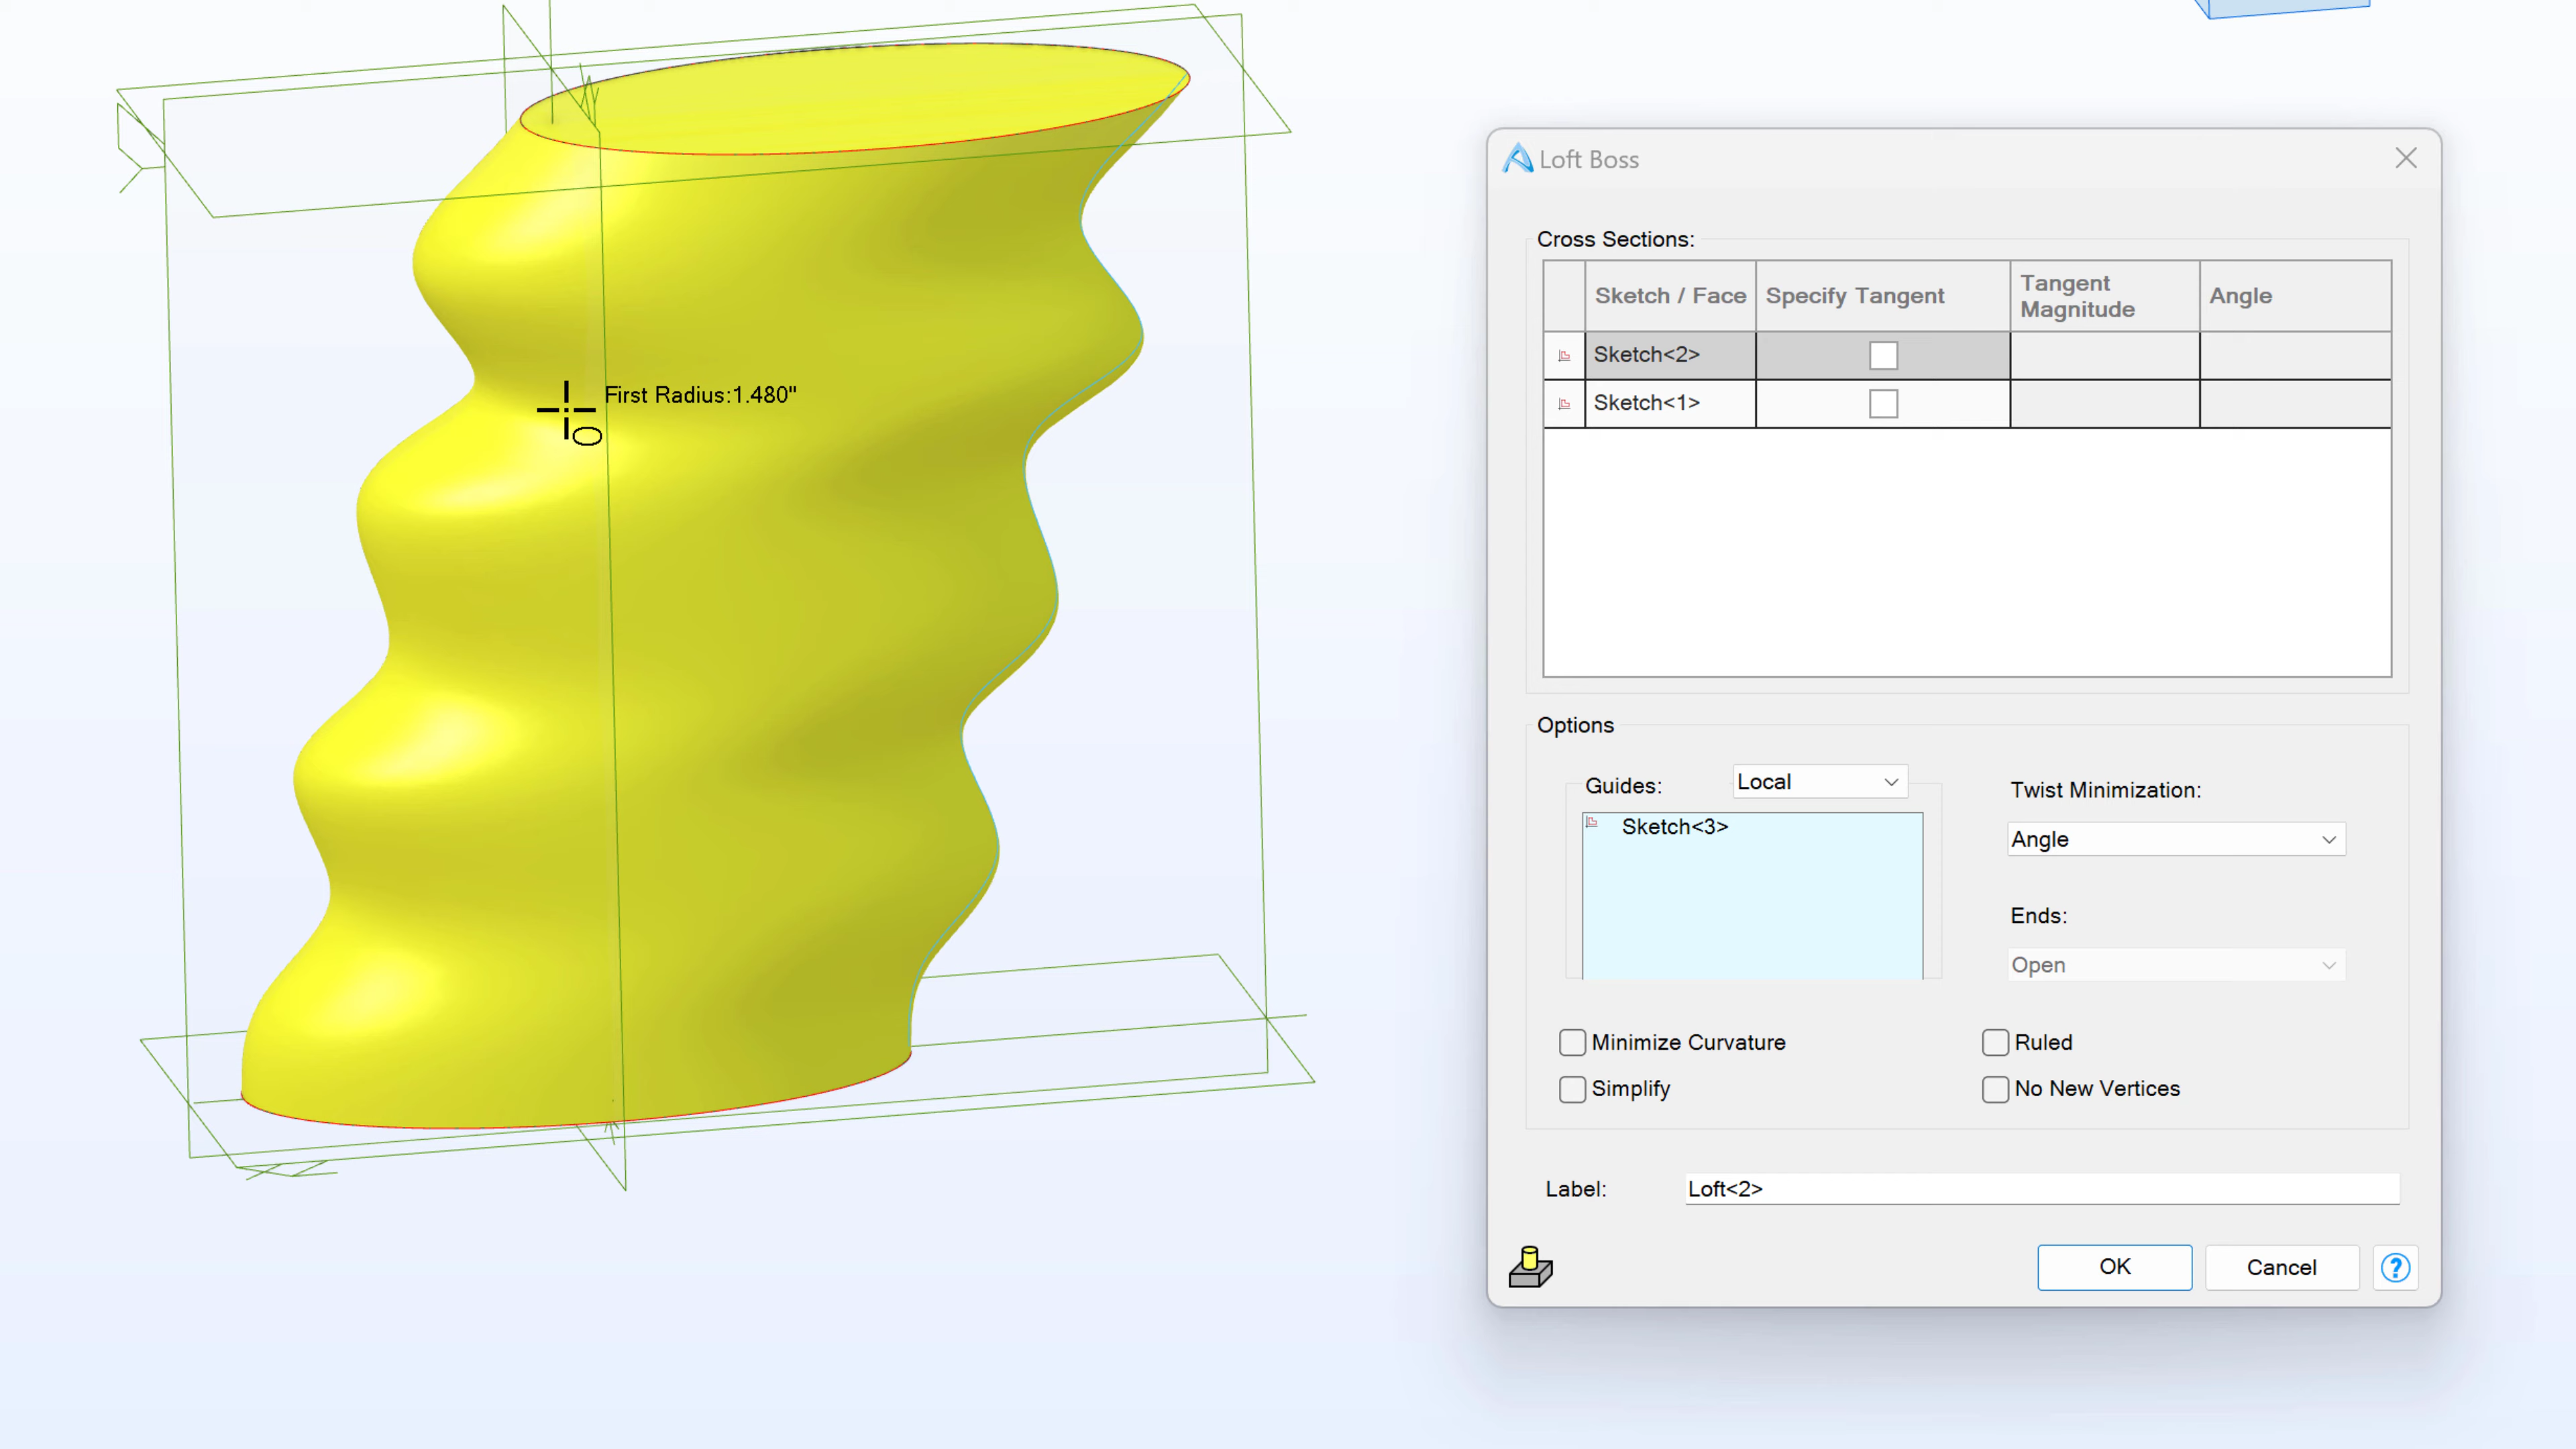 First Radius:1.480"
Loft Boss
Cross Sections:
Sketch / Face
Specify Tangent
Tangent
Magnitude
Angle
Sketch<2>
Sketch<1>
Options
Guides:
Local
Sketch<3>
Twist Minimization:
Angle
Ends:
Open
Minimize Curvature
Ruled
Simplify
No New Vertices
Label:
Loft<2>
OK
Cancel
?